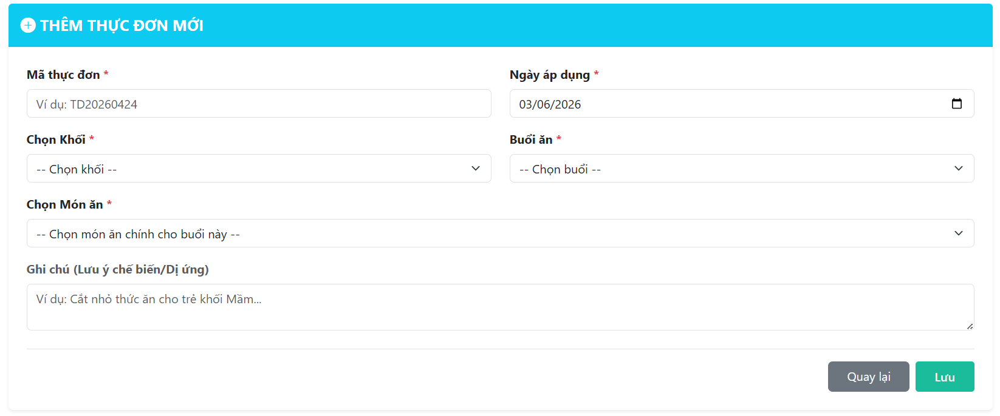 THÊM THỰC ĐƠN MỚI
Mã thực đơn *
Ví dụ: TD20260424
Ngày áp dụng *
03/06/2026
Chọn Khối *
-- Chọn khối --
Buổi ăn *
-- Chọn buổi --
Chọn Món ăn *
-- Chọn món ăn chính cho buổi này --
Ghi chú (Lưu ý chế biến/Dị ứng)
Ví dụ: Cắt nhỏ thức ăn cho trẻ khối Mầm...
Quay lại
Lưu